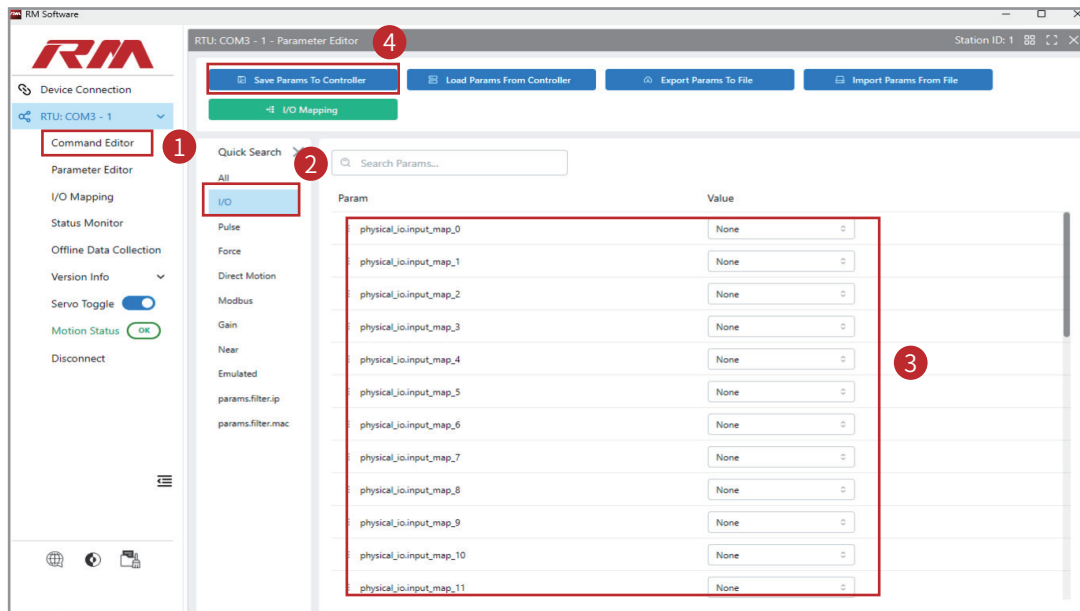 RM Software
RM
Device Connection
RTU: COM3 - 1
Command Editor
1
Parameter Editor
I/O Mapping
Status Monitor
Offline Data Collection
Version Info
Servo Toggle
Motion Status OK
Disconnect
RTU: COM3 - 1 - Parameter Editor
4
Station ID: 1
Save Params To Controller
Load Params From Controller
Export Params To File
Import Params From File
I/O Mapping
Quick Search
2
All
I/O
Pulse
Force
Direct Motion
Modbus
Gain
Near
Emulated
params.filter.ip
params.filter.mac
Search Params...
Param Value
physical_io.input_map_0 None
physical_io.input_map_1 None
physical_io.input_map_2 None
physical_io.input_map_3 None
physical_io.input_map_4 None
3
physical_io.input_map_5 None
physical_io.input_map_6 None
physical_io.input_map_7 None
physical_io.input_map_8 None
physical_io.input_map_9 None
physical_io.input_map_10 None
physical_io.input_map_11 None